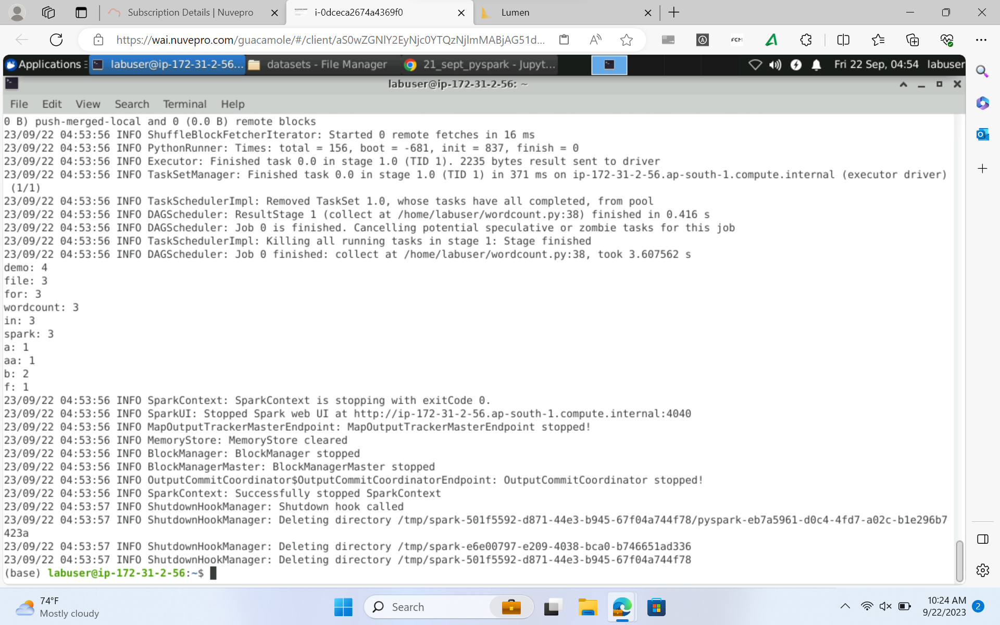 Subscription Details | Nuvepro
i-0dceca2674a4369f0
Lumen
https://wai.nuvepro.com/guacamole/#/client/aS0wZGNlY2EyNjc0YTQzNjlmMABjAG51d...
FCM
Applications
labuser@ip-172-31-2-56...
datasets - File Manager
21_sept_pyspark - Jupyt...
Fri 22 Sep, 04:54
labuser
labuser@ip-172-31-2-56: ~
File Edit View Search Terminal Help
0 B) push-merged-local and 0 (0.0 B) remote blocks
23/09/22 04:53:56 INFO ShuffleBlockFetcherIterator: Started 0 remote fetches in 16 ms
23/09/22 04:53:56 INFO PythonRunner: Times: total = 156, boot = -681, init = 837, finish = 0
23/09/22 04:53:56 INFO Executor: Finished task 0.0 in stage 1.0 (TID 1). 2235 bytes result sent to driver
23/09/22 04:53:56 INFO TaskSetManager: Finished task 0.0 in stage 1.0 (TID 1) in 371 ms on ip-172-31-2-56.ap-south-1.compute.internal (executor driver)
(1/1)
23/09/22 04:53:56 INFO TaskSchedulerImpl: Removed TaskSet 1.0, whose tasks have all completed, from pool
23/09/22 04:53:56 INFO DAGScheduler: ResultStage 1 (collect at /home/labuser/wordcount.py:38) finished in 0.416 s
23/09/22 04:53:56 INFO DAGScheduler: Job 0 is finished. Cancelling potential speculative or zombie tasks for this job
23/09/22 04:53:56 INFO TaskSchedulerImpl: Killing all running tasks in stage 1: Stage finished
23/09/22 04:53:56 INFO DAGScheduler: Job 0 finished: collect at /home/labuser/wordcount.py:38, took 3.607562 s
demo: 4
file: 3
for: 3
wordcount: 3
in: 3
spark: 3
a: 1
aa: 1
b: 2
f: 1
23/09/22 04:53:56 INFO SparkContext: SparkContext is stopping with exitCode 0.
23/09/22 04:53:56 INFO SparkUI: Stopped Spark web UI at http://ip-172-31-2-56.ap-south-1.compute.internal:4040
23/09/22 04:53:56 INFO MapOutputTrackerMasterEndpoint: MapOutputTrackerMasterEndpoint stopped!
23/09/22 04:53:56 INFO MemoryStore: MemoryStore cleared
23/09/22 04:53:56 INFO BlockManager: BlockManager stopped
23/09/22 04:53:56 INFO BlockManagerMaster: BlockManagerMaster stopped
23/09/22 04:53:56 INFO OutputCommitCoordinator$OutputCommitCoordinatorEndpoint: OutputCommitCoordinator stopped!
23/09/22 04:53:56 INFO SparkContext: Successfully stopped SparkContext
23/09/22 04:53:57 INFO ShutdownHookManager: Shutdown hook called
23/09/22 04:53:57 INFO ShutdownHookManager: Deleting directory /tmp/spark-501f5592-d871-44e3-b945-67f04a744f78/pyspark-eb7a5961-d0c4-4fd7-a02c-b1e296b7
423a
23/09/22 04:53:57 INFO ShutdownHookManager: Deleting directory /tmp/spark-e6e00797-e209-4038-bca0-b746651ad336
23/09/22 04:53:57 INFO ShutdownHookManager: Deleting directory /tmp/spark-501f5592-d871-44e3-b945-67f04a744f78
(base) labuser@ip-172-31-2-56:~$
74°F
Mostly cloudy
Search
10:24 AM
9/22/2023
2